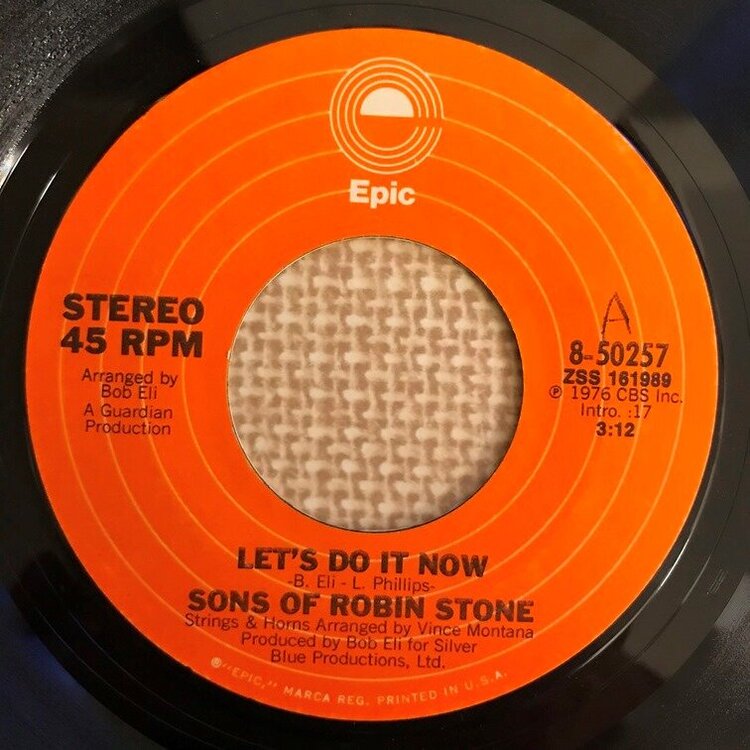 Epic
STEREO
45 RPM
Arranged by
Bob Eli
A Guardian
Production
A
8-50257
ZSS 161989
℗ 1976 CBS Inc.
Intro. :17
3:12
LET'S DO IT NOW
-B. Eli - L. Phillips-
SONS OF ROBIN STONE
Strings & Horns Arranged by Vince Montana
Produced by Bob Eli for Silver
Blue Productions, Ltd.
®"EPIC," MARCA REG. PRINTED IN U.S.A.